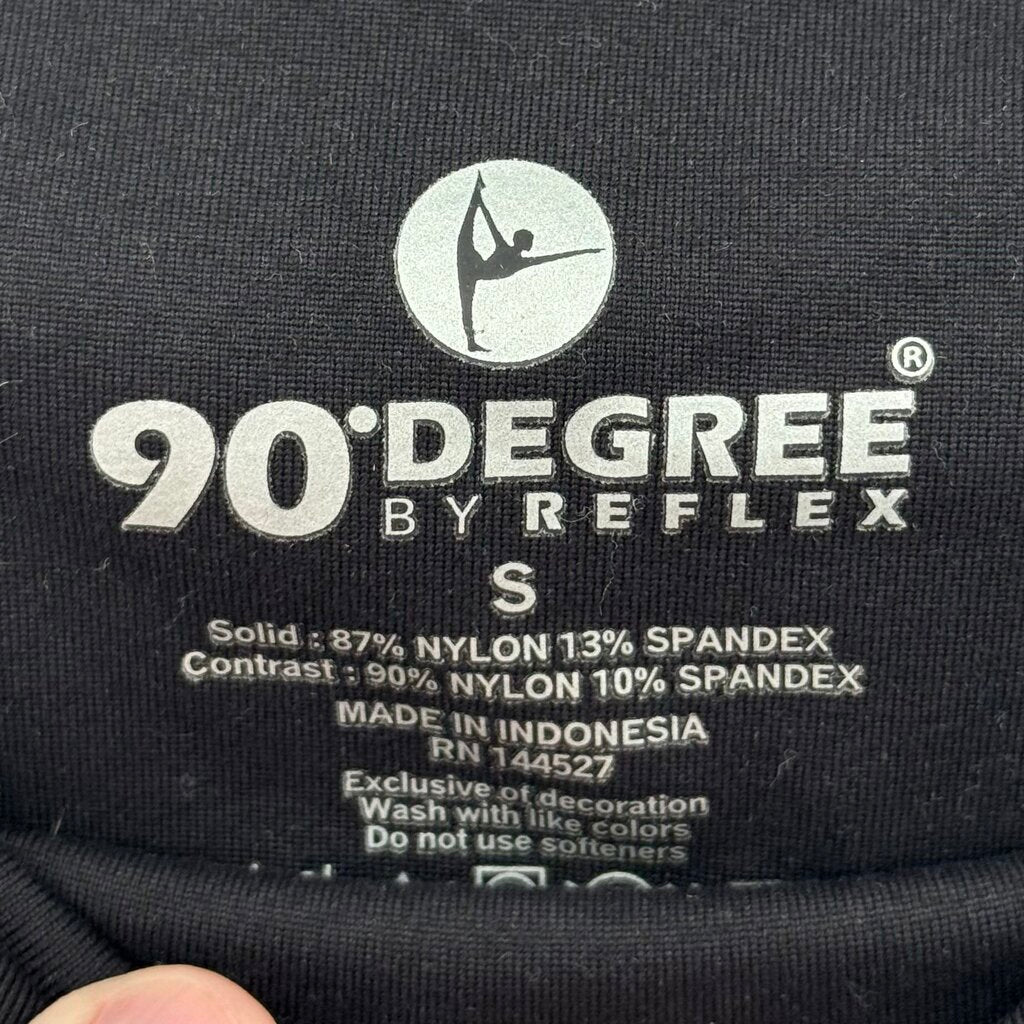 90°DEGREE®
BY REFLEX
S
Solid : 87% NYLON 13% SPANDEX
Contrast : 90% NYLON 10% SPANDEX
MADE IN INDONESIA
RN 144527
Exclusive of decoration
Wash with like colors
Do not use softeners